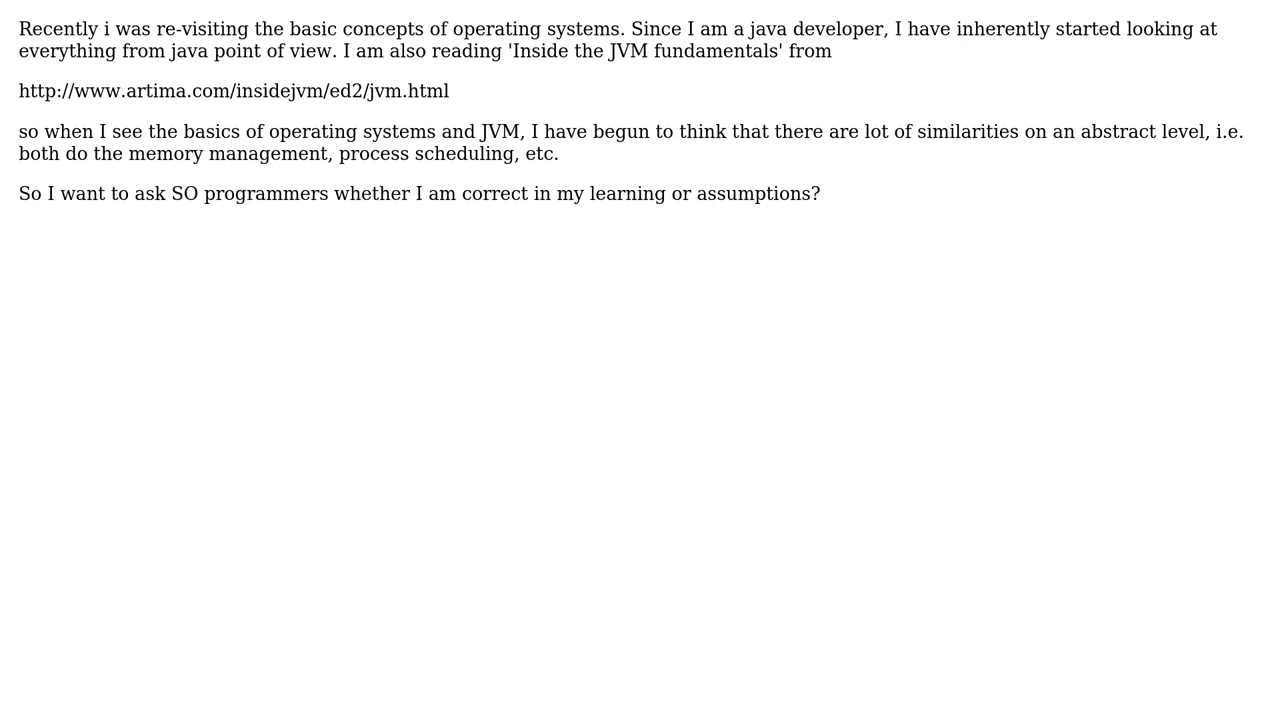 Recently i was re-visiting the basic concepts of operating systems. Since I am a java developer, I have inherently started looking at
everything from java point of view. I am also reading 'Inside the JVM fundamentals' from
http://www.artima.com/insidejvm/ed2/jvm.html
so when I see the basics of operating systems and JVM, I have begun to think that there are lot of similarities on an abstract level, i.e.
both do the memory management, process scheduling, etc.
So I want to ask SO programmers whether I am correct in my learning or assumptions?